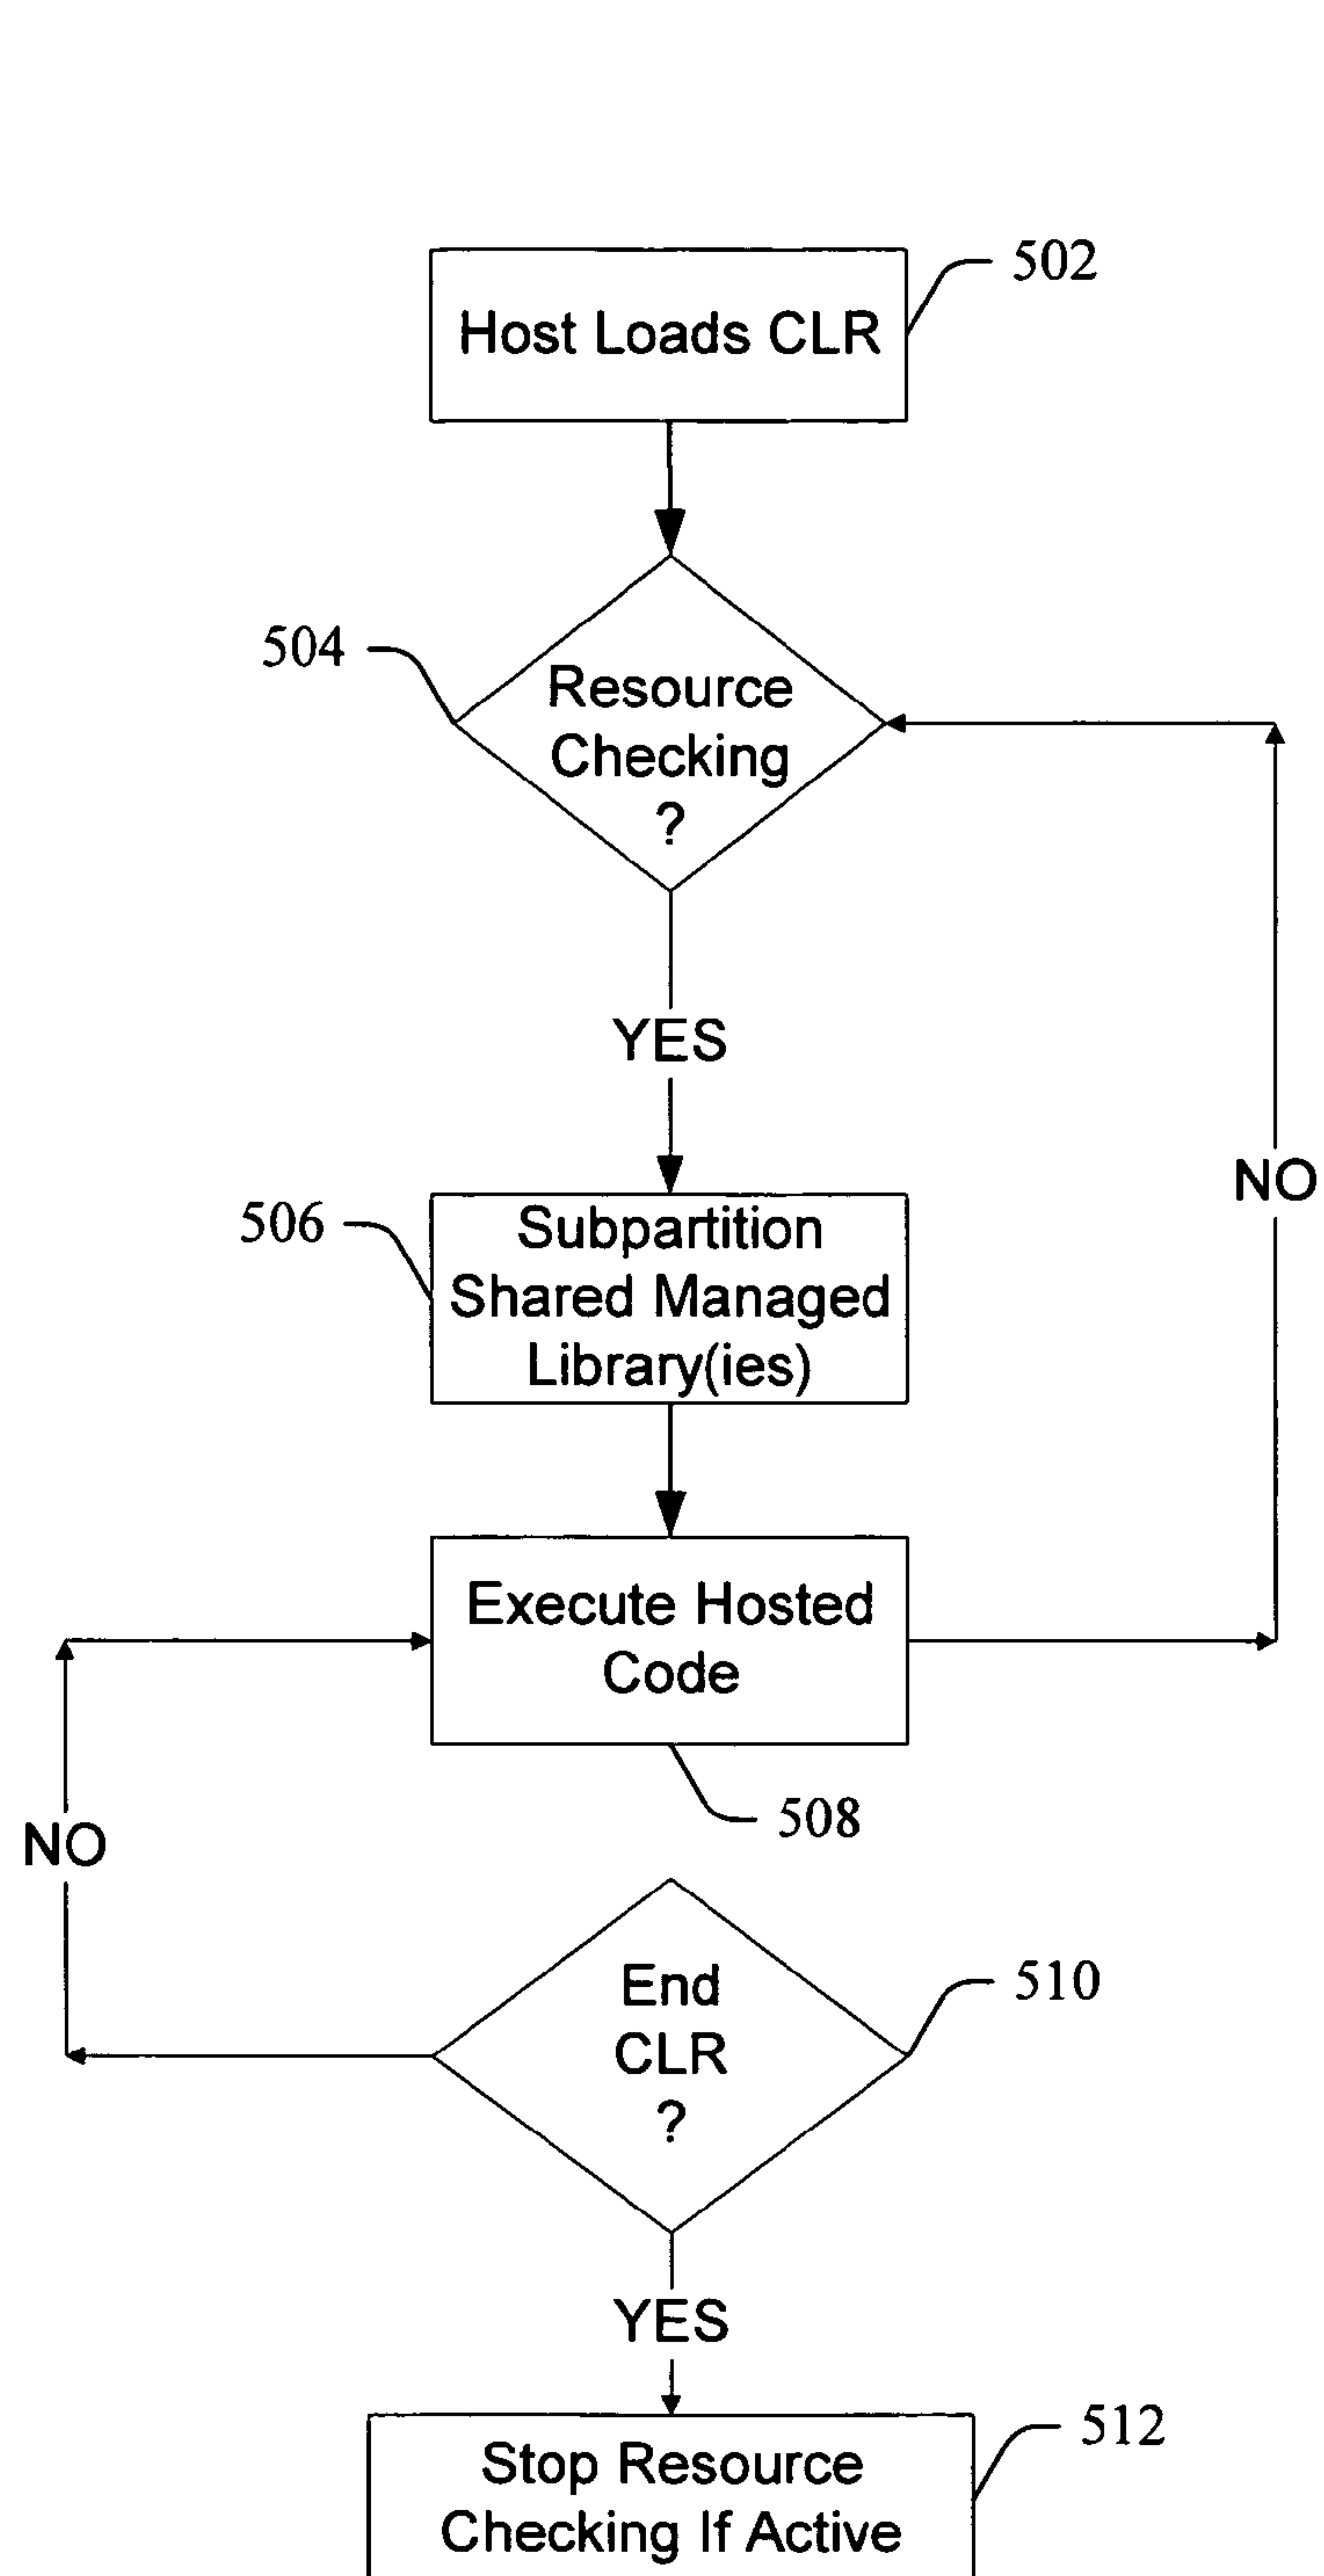 502
Host Loads CLR
504
Resource
Checking
?
YES
NO
506
Subpartition
Shared Managed
Library(ies)
Execute Hosted
Code
508
NO
End
CLR
?
510
YES
512
Stop Resource
Checking If Active